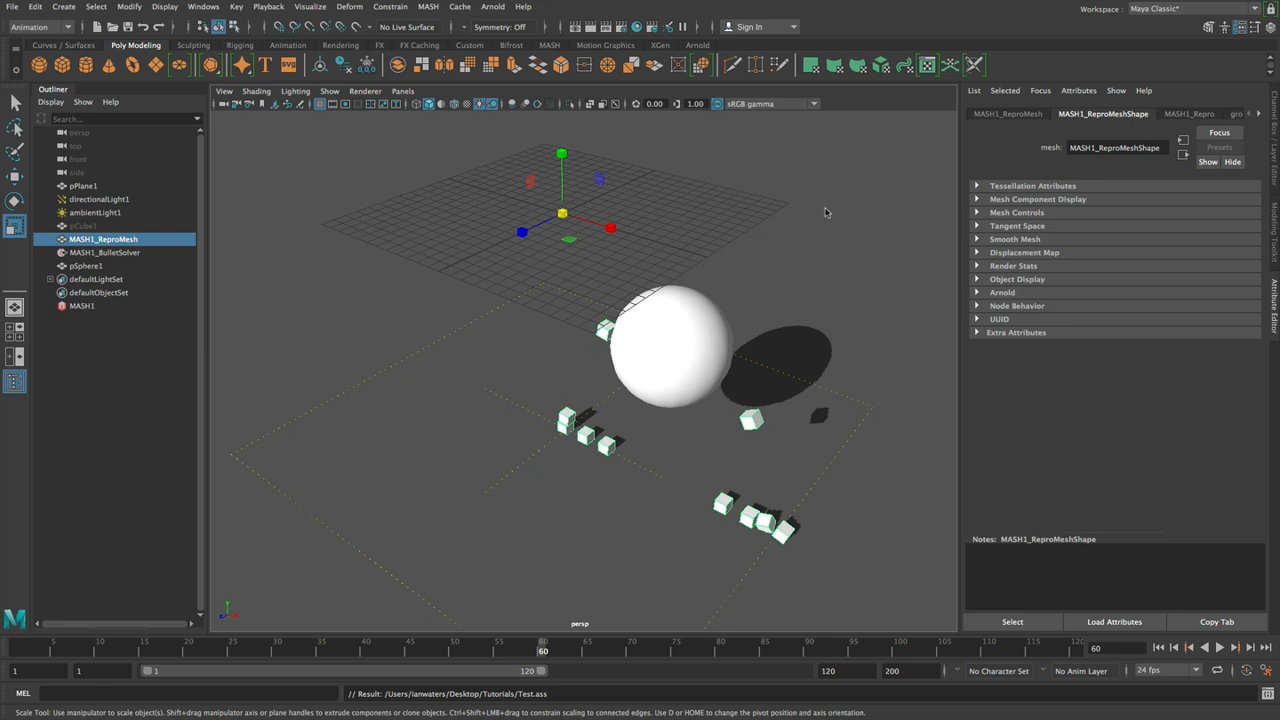 File Edit Create Select Modify Display Windows Key Playback Visualize Deform Constrain MASH Cache Arnold Help Workspace : Maya Classic*
Animation No Live Surface Symmetry: Off Sign In
Curves / Surfaces Poly Modeling Sculpting Rigging Animation Rendering FX FX Caching Custom Bifrost MASH Motion Graphics XGen Arnold
Outliner
Display Show Help
Search...
persp
top
front
side
pPlane1
directionalLight1
ambientLight1
pCube1
MASH1_ReproMesh
MASH1_BulletSolver
pSphere1
defaultLightSet
defaultObjectSet
MASH1
View Shading Lighting Show Renderer Panels
0.00 1.00 sRGB gamma
persp
List Selected Focus Attributes Show Help
MASH1_ReproMesh MASH1_ReproMeshShape MASH1_Repro gro
mesh: MASH1_ReproMeshShape
Focus
Presets
Show Hide
Tessellation Attributes
Mesh Component Display
Mesh Controls
Tangent Space
Smooth Mesh
Displacement Map
Render Stats
Object Display
Arnold
Node Behavior
UUID
Extra Attributes
Notes: MASH1_ReproMeshShape
Select Load Attributes Copy Tab
Channel Box / Layer Editor
Modeling Toolkit
Attribute Editor
5 10 15 20 25 30 35 40 45 50 55 60 65 70 75 80 85 90 95 100 105 110 115 120
60
60
1 1 1 120 120 200 No Character Set No Anim Layer 24 fps
MEL // Result: /Users/ianwaters/Desktop/Tutorials/Test.ass
Scale Tool: Use manipulator to scale object(s). Shift+drag manipulator axis or plane handles to extrude components or clone objects. Ctrl+Shift+LMB+drag to constrain scaling to connected edges. Use D or HOME to change the pivot position and axis orientation.